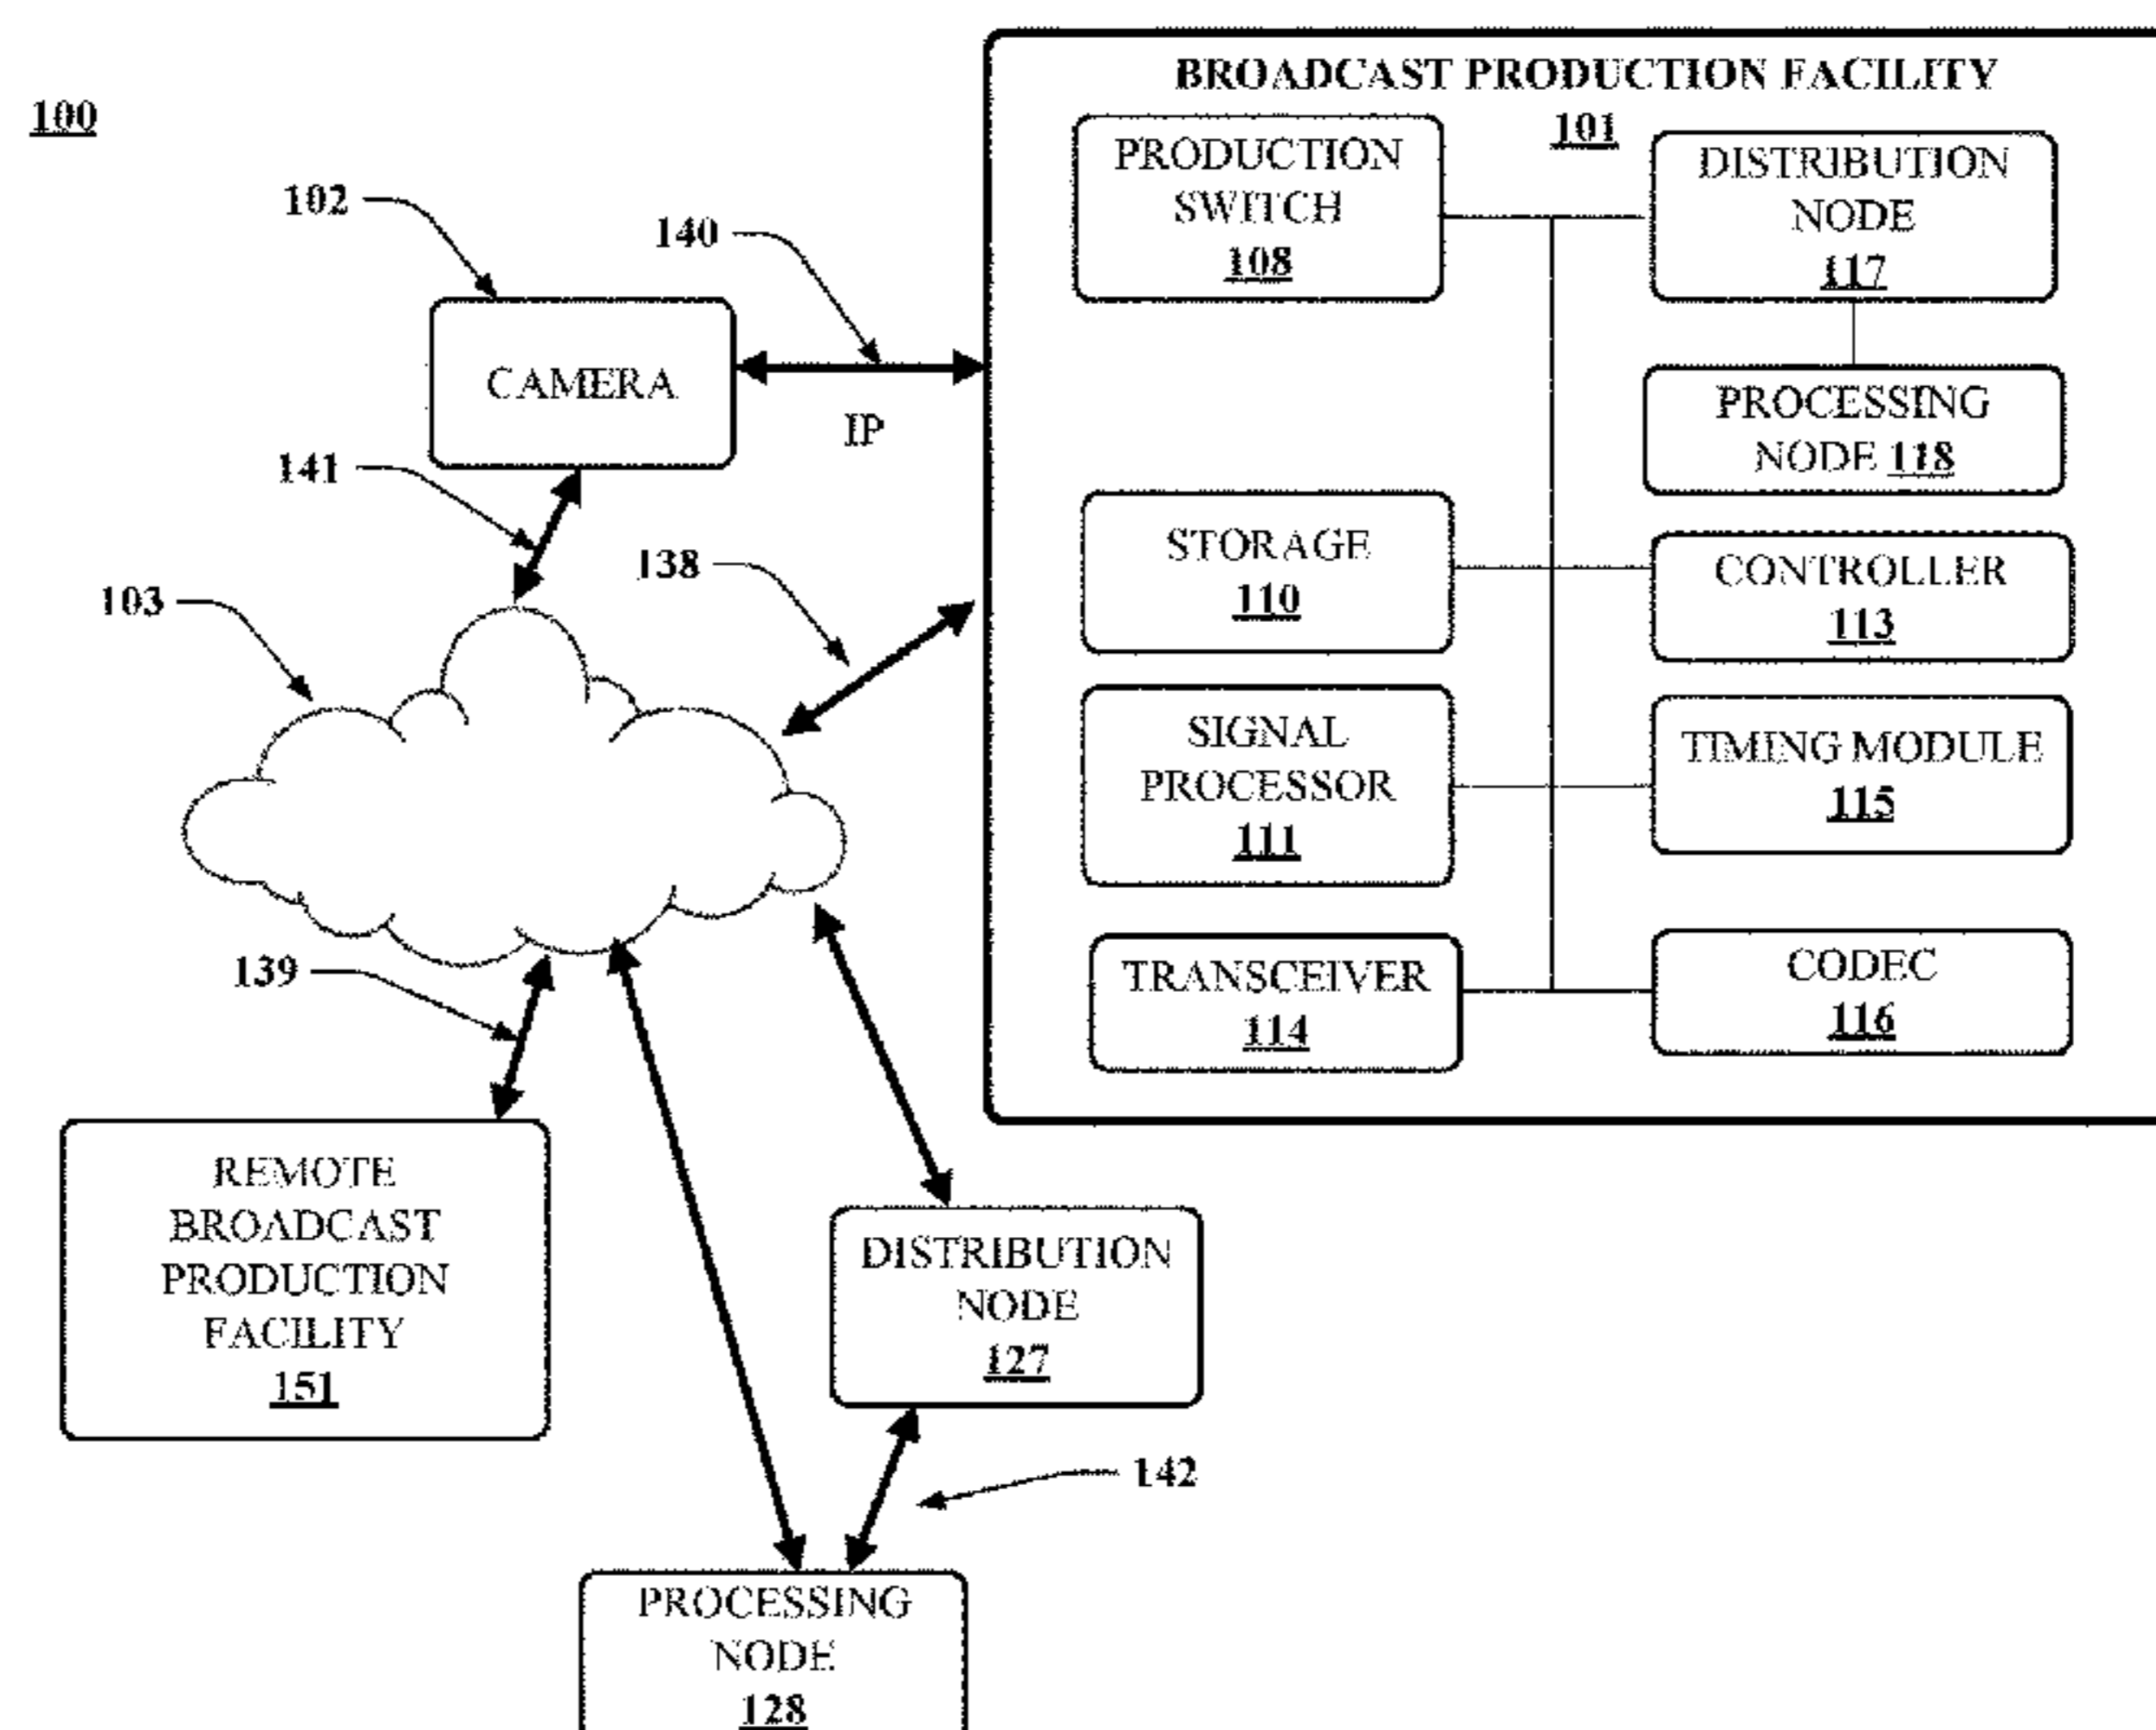 100
BROADCAST PRODUCTION FACILITY
101
PRODUCTION
SWITCH
108
DISTRIBUTION
NODE
117
PROCESSING
NODE 118
STORAGE
110
CONTROLLER
113
SIGNAL
PROCESSOR
111
TIMING MODULE
115
TRANSCEIVER
114
CODEC
116
102
140
CAMERA
IP
141
138
103
139
REMOTE
BROADCAST
PRODUCTION
FACILITY
151
DISTRIBUTION
NODE
127
142
PROCESSING
NODE
128